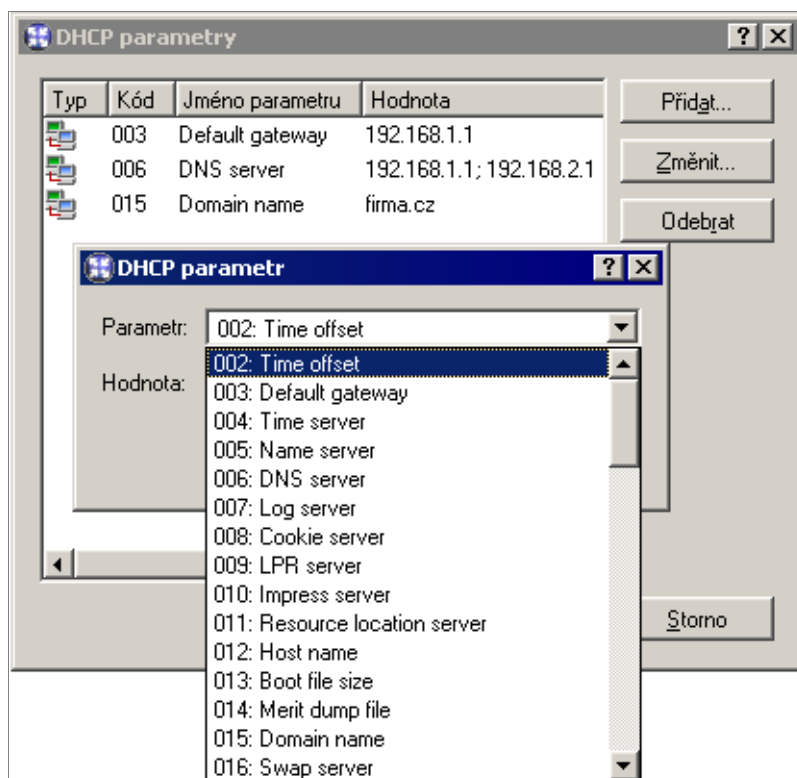 DHCP parametry
Typ Kód Jméno parametru Hodnota
003 Default gateway 192.168.1.1
006 DNS server 192.168.1.1; 192.168.2.1
015 Domain name firma.cz
Přidat...
Změnit...
Odebrat
DHCP parametr
Parametr: 002: Time offset
Hodnota:
002: Time offset
003: Default gateway
004: Time server
005: Name server
006: DNS server
007: Log server
008: Cookie server
009: LPR server
010: Impress server
011: Resource location server
012: Host name
013: Boot file size
014: Merit dump file
015: Domain name
016: Swap server
Storno